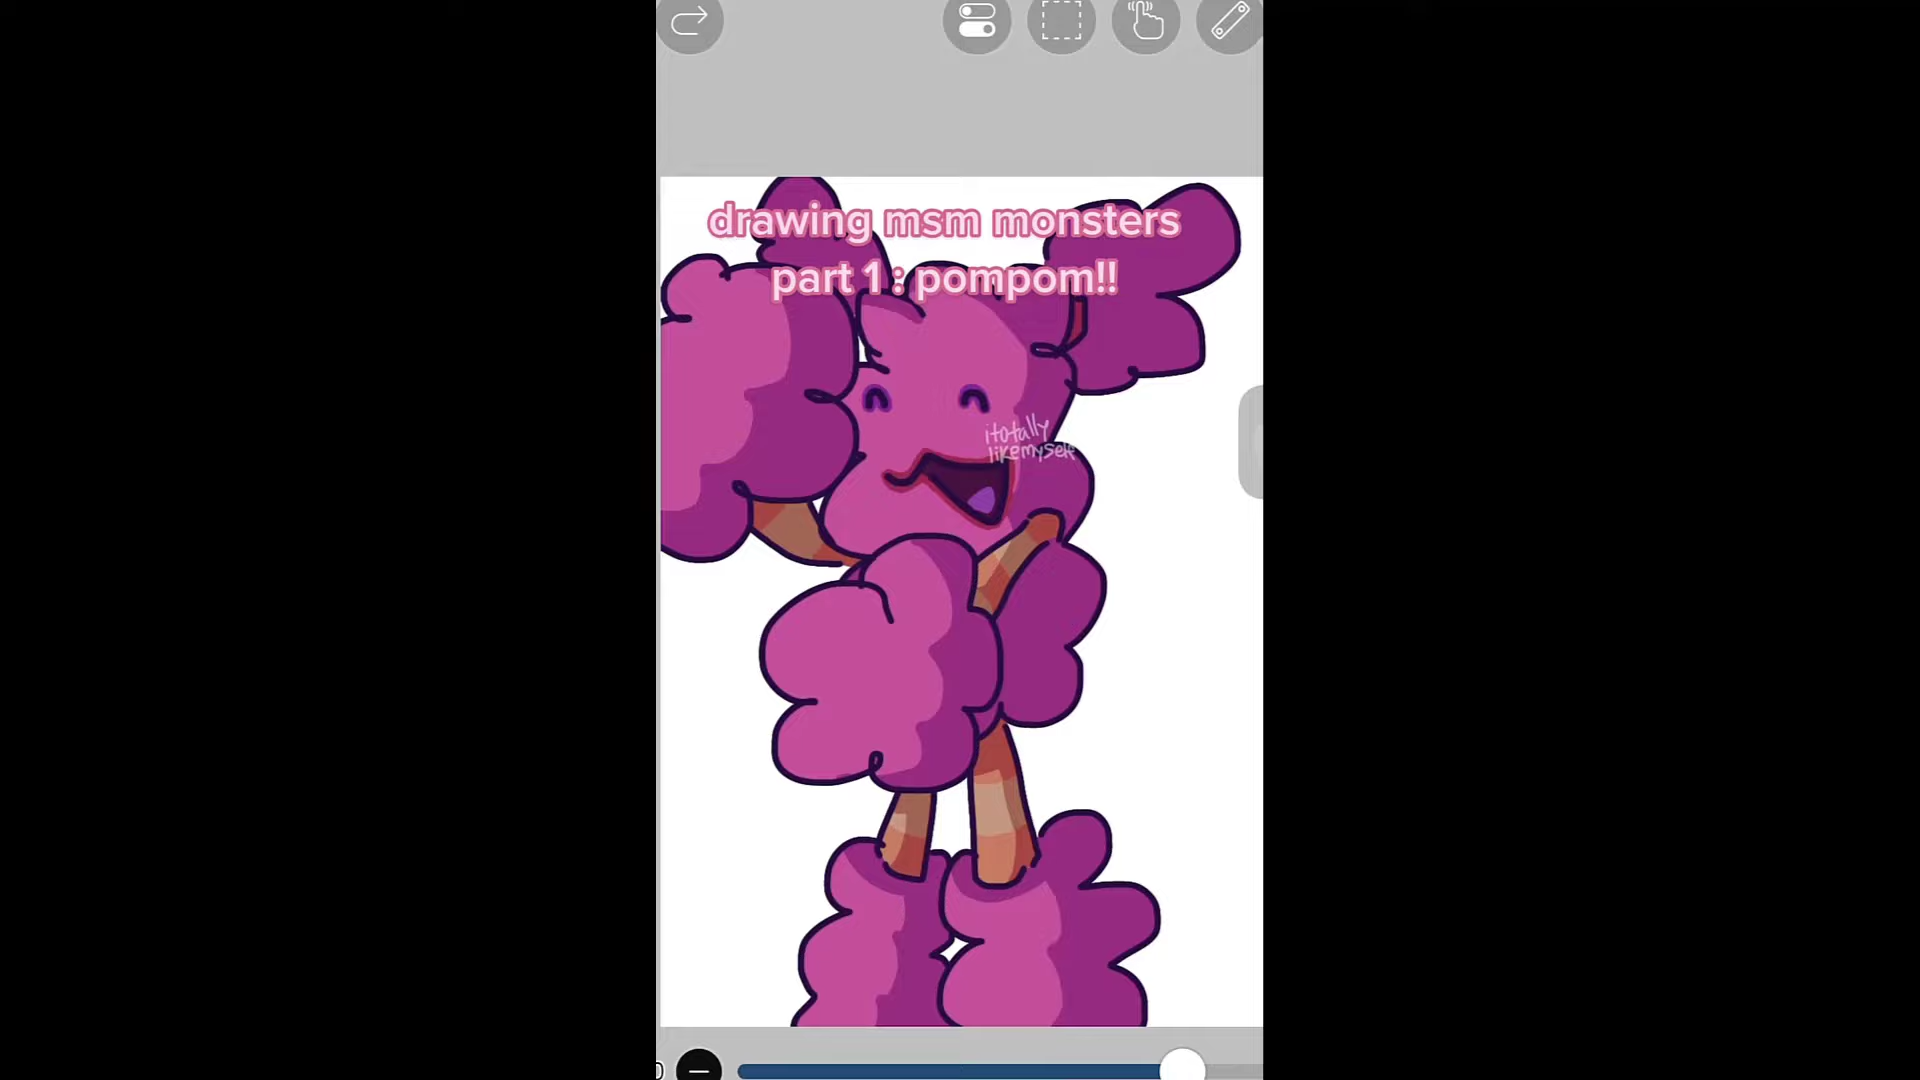 drawing msm monsters
part 1 : pompom!!
itotally
likemyself